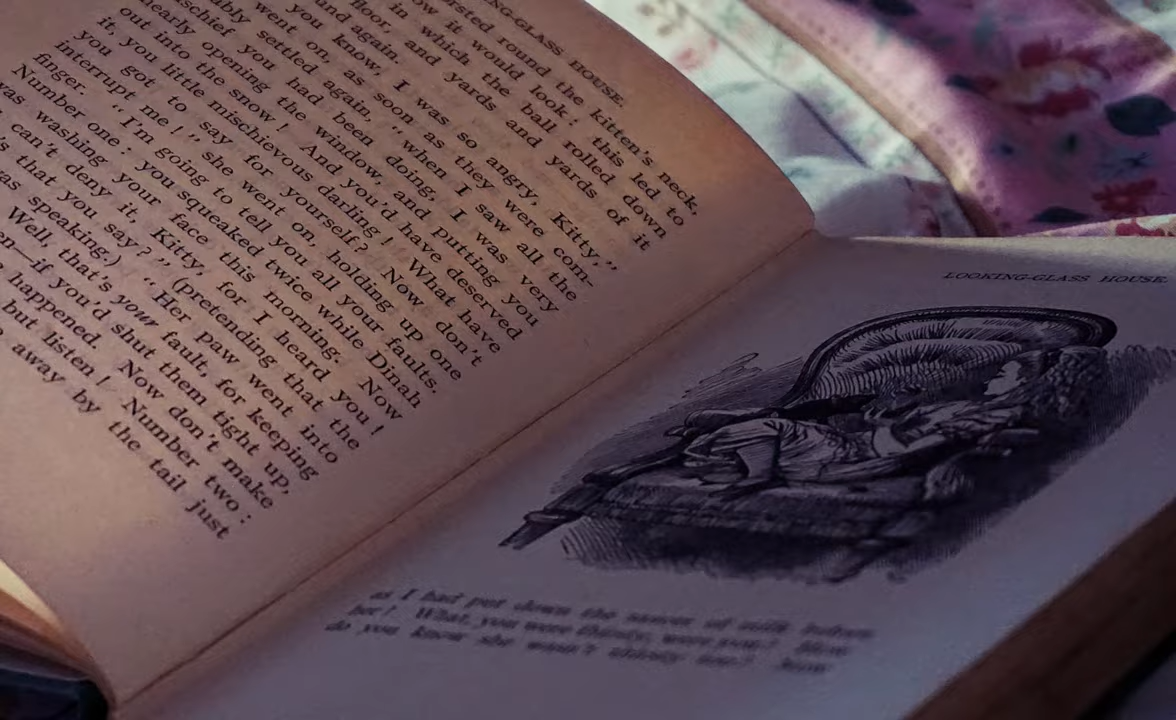 NG-GLASS HOUSE.
rsted round the kitten's neck,
ow it would look: this led to
in which the ball rolled down
floor, and yards and yards of it
und again.
you know, I was so angry, Kitty,"
went on, as soon as they were com-
ably settled again, "when I saw all the
schief you had been doing, I was very
nearly opening the window, and putting you
out into the snow! And you'd have deserved
it, you little mischievous darling! What have
you got to say for yourself? Now don't
interrupt me!" she went on, holding up one
finger. "I'm going to tell you all your faults.
Number one: you squeaked twice while Dinah
was washing your face this morning. Now
can't deny it, Kitty, for I heard you!
's that you say?" (pretending that the
was speaking.) "Her paw went into
Well, that's your fault, for keeping
n—if you'd shut them tight up,
happened. Now don't make
but listen! Number two:
away by the tail just
LOOKING-GLASS HOUSE.
as I had put down the saucer of milk before
her! What, you were thirsty, were you? How
do you know she wasn't thirsty too? Now